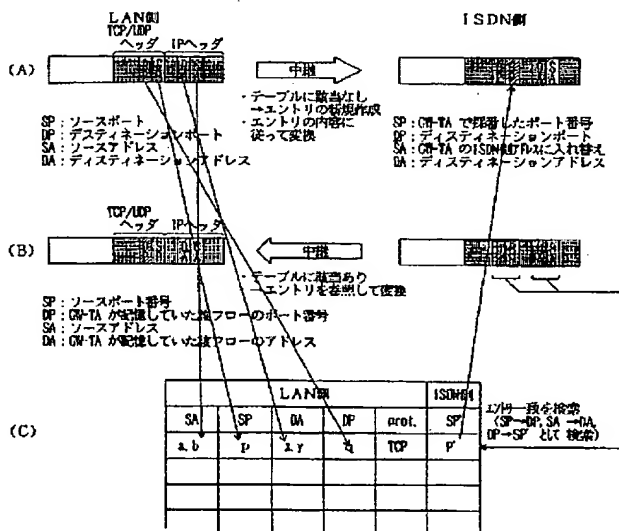 LAN側
ISDN側
TCP/UDP
ヘッダ IPヘッダ
(A)
中継
・テーブルに該当なし
→エントリの新規作成
・エントリの内容に
従って変換
SP:ソースポート
DP:デスティネーションポート
SA:ソースアドレス
DA:ディスティネーションアドレス
SP:GW-TAで採番したポート番号
DP:ディスティネーションポート
SA:GW-TAのISDN側アドレスに入れ替え
DA:ディスティネーションアドレス
TCP/UDP
ヘッダ IPヘッダ
(B)
中継
・テーブルに該当あり
→エントリを参照して変換
SP:ソースポート番号
DP:GW-TAが記憶していた該フローのポート番号
SA:ソースアドレス
DA:GW-TAが記憶していた該フローのアドレス
(C)
LAN側 ISDN側
SA SP DA DP prot. SP'
a.b p x.y q TCP P'
エントリ一致を検索
(SP→DP, SA→DA,
DP→SP' として検索)